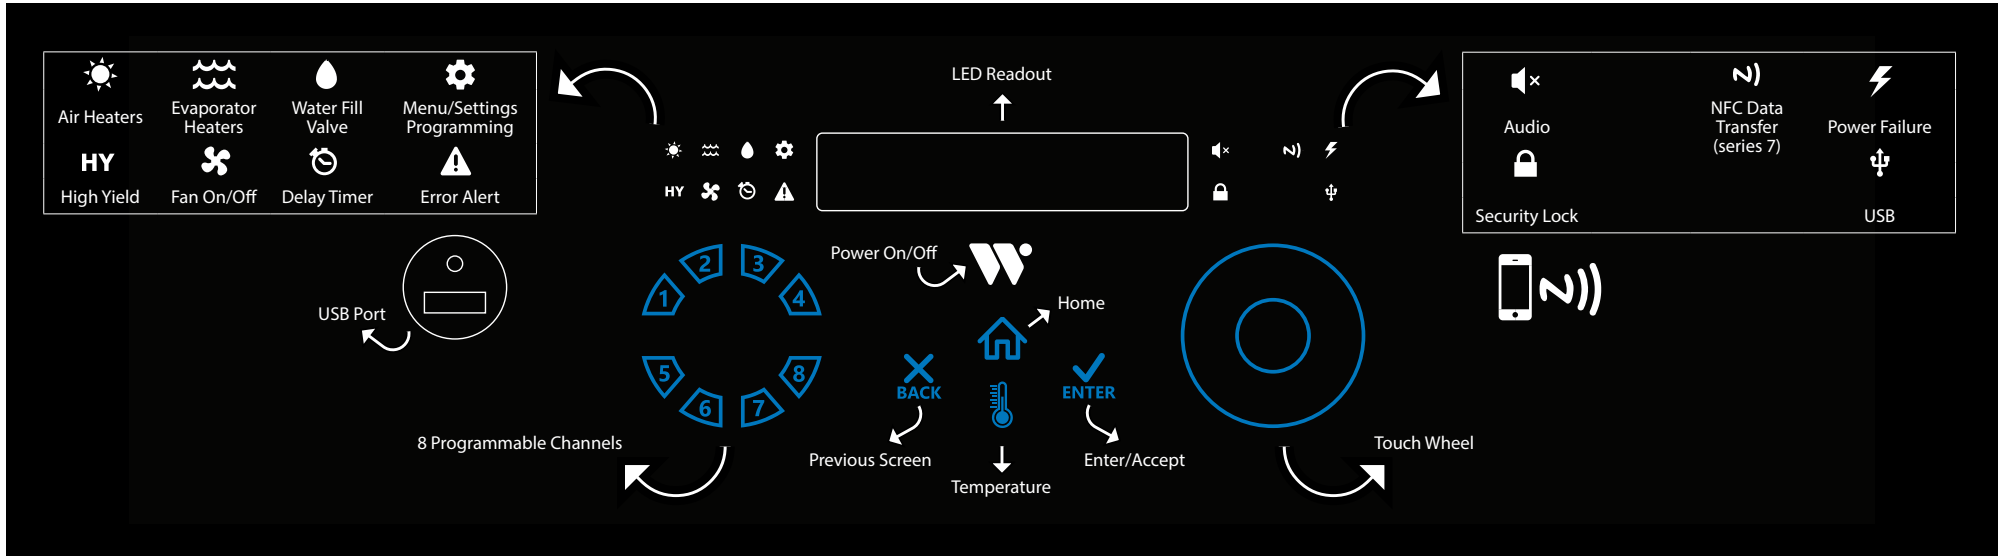 Air Heaters
Evaporator
Heaters
Water Fill
Valve
Menu/Settings
Programming
HY
High Yield
Fan On/Off
Delay Timer
Error Alert
LED Readout
HY
Audio
NFC Data
Transfer
(series 7)
Power Failure
Security Lock
USB
USB Port
1
2
3
4
5
6
7
8
8 Programmable Channels
Power On/Off
W
Home
BACK
ENTER
Previous Screen
Temperature
Enter/Accept
Touch Wheel